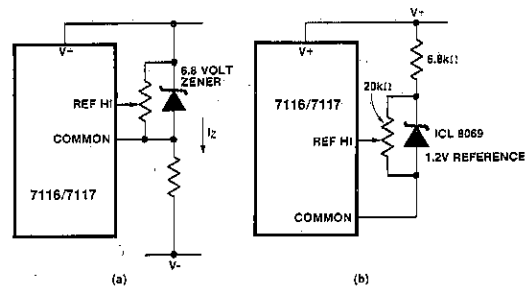 V+
6.8 VOLT
ZENER
REF HI
COMMON
IZ
7116/7117
V-
(a)
V+
V+
6.8kΩ
20kΩ
7116/7117
ICL 8069
REF HI
1.2V REFERENCE
COMMON
(b)